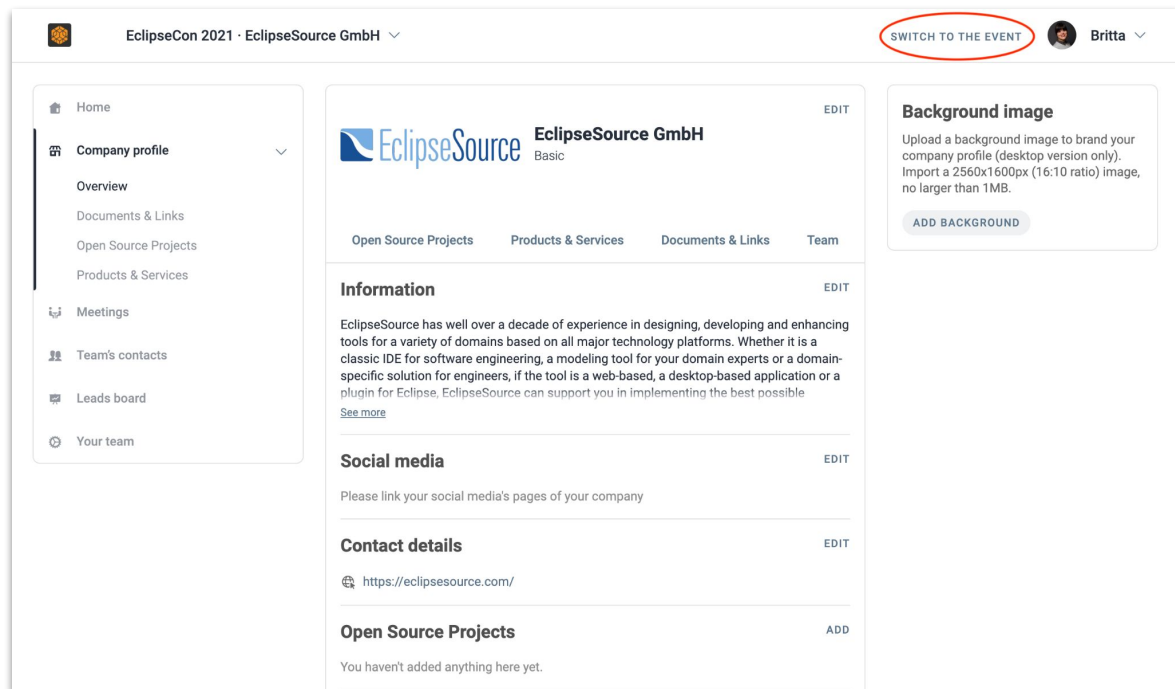 EclipseCon 2021 · EclipseSource GmbH
SWITCH TO THE EVENT
Britta
Home
Company profile
Overview
Documents & Links
Open Source Projects
Products & Services
Meetings
Team's contacts
Leads board
Your team
EDIT
EclipseSource
EclipseSource GmbH
Basic
Open Source Projects Products & Services Documents & Links Team
Information EDIT
EclipseSource has well over a decade of experience in designing, developing and enhancing
tools for a variety of domains based on all major technology platforms. Whether it is a
classic IDE for software engineering, a modeling tool for your domain experts or a domain-
specific solution for engineers, if the tool is a web-based, a desktop-based application or a
plugin for Eclipse, EclipseSource can support you in implementing the best possible
See more
Social media EDIT
Please link your social media's pages of your company
Contact details EDIT
https://eclipsesource.com/
Open Source Projects ADD
You haven't added anything here yet.
Background image
Upload a background image to brand your
company profile (desktop version only).
Import a 2560x1600px (16:10 ratio) image,
no larger than 1MB.
ADD BACKGROUND